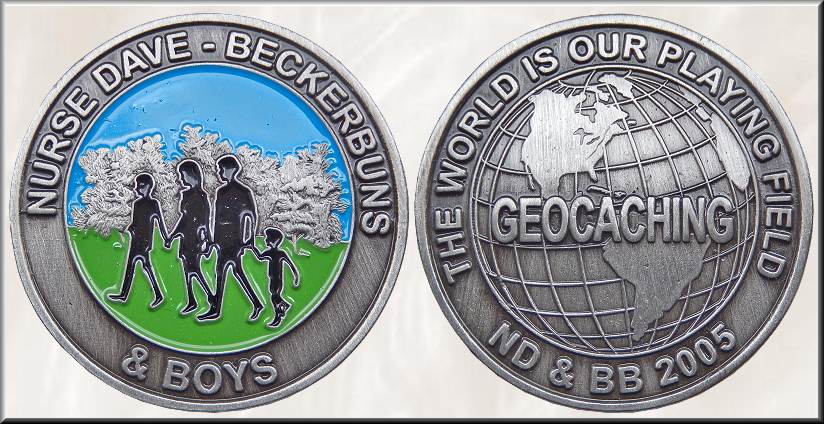 NURSE DAVE - BECKERBUNS
& BOYS
THE WORLD IS OUR PLAYING FIELD
GEOCACHING
ND & BB 2005